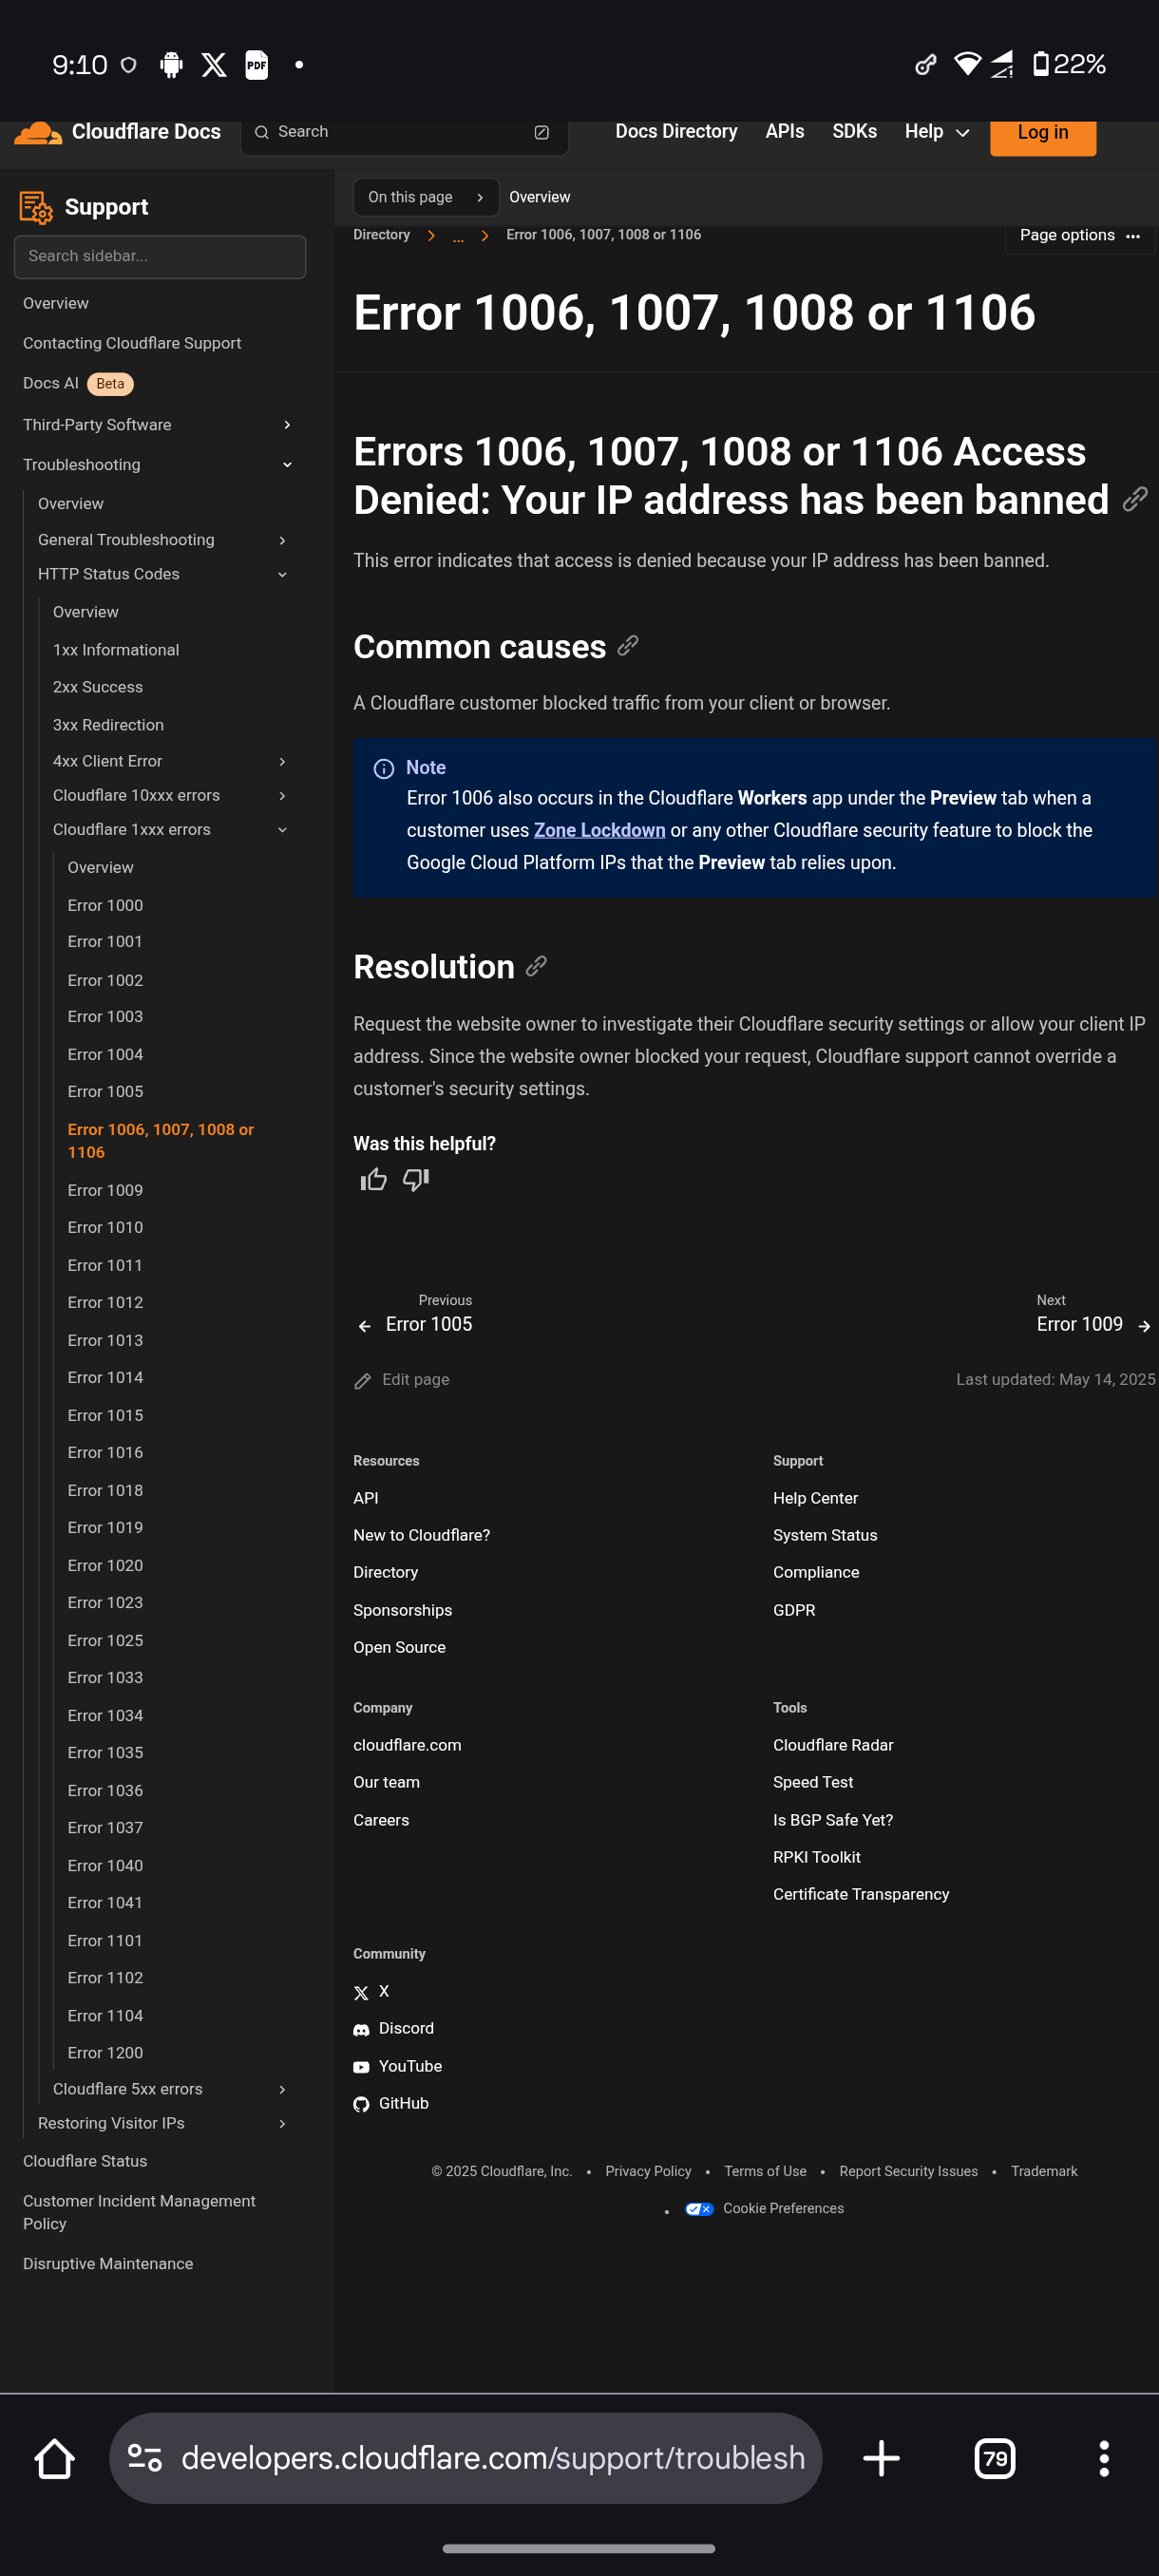 9:10
PDF
22%
Cloudflare Docs
Search
Docs Directory
APIs
SDKs
Help
Log in
Support
Search sidebar...
Overview
Contacting Cloudflare Support
Docs AI Beta
Third-Party Software
Troubleshooting
Overview
General Troubleshooting
HTTP Status Codes
Overview
1xx Informational
2xx Success
3xx Redirection
4xx Client Error
Cloudflare 10xxx errors
Cloudflare 1xxx errors
Overview
Error 1000
Error 1001
Error 1002
Error 1003
Error 1004
Error 1005
Error 1006, 1007, 1008 or
1106
Error 1009
Error 1010
Error 1011
Error 1012
Error 1013
Error 1014
Error 1015
Error 1016
Error 1018
Error 1019
Error 1020
Error 1023
Error 1025
Error 1033
Error 1034
Error 1035
Error 1036
Error 1037
Error 1040
Error 1041
Error 1101
Error 1102
Error 1104
Error 1200
Cloudflare 5xx errors
Restoring Visitor IPs
Cloudflare Status
Customer Incident Management
Policy
Disruptive Maintenance
On this page
Overview
Directory > ... > Error 1006, 1007, 1008 or 1106
Page options
Error 1006, 1007, 1008 or 1106
Errors 1006, 1007, 1008 or 1106 Access
Denied: Your IP address has been banned
This error indicates that access is denied because your IP address has been banned.
Common causes
A Cloudflare customer blocked traffic from your client or browser.
Note
Error 1006 also occurs in the Cloudflare Workers app under the Preview tab when a
customer uses Zone Lockdown or any other Cloudflare security feature to block the
Google Cloud Platform IPs that the Preview tab relies upon.
Resolution
Request the website owner to investigate their Cloudflare security settings or allow your client IP
address. Since the website owner blocked your request, Cloudflare support cannot override a
customer's security settings.
Was this helpful?
Previous
Error 1005
Next
Error 1009
Edit page
Last updated: May 14, 2025
Resources
API
New to Cloudflare?
Directory
Sponsorships
Open Source
Support
Help Center
System Status
Compliance
GDPR
Company
cloudflare.com
Our team
Careers
Tools
Cloudflare Radar
Speed Test
Is BGP Safe Yet?
RPKI Toolkit
Certificate Transparency
Community
X
Discord
YouTube
GitHub
© 2025 Cloudflare, Inc. • Privacy Policy • Terms of Use • Report Security Issues • Trademark
• Cookie Preferences
developers.cloudflare.com/support/troublesh
79